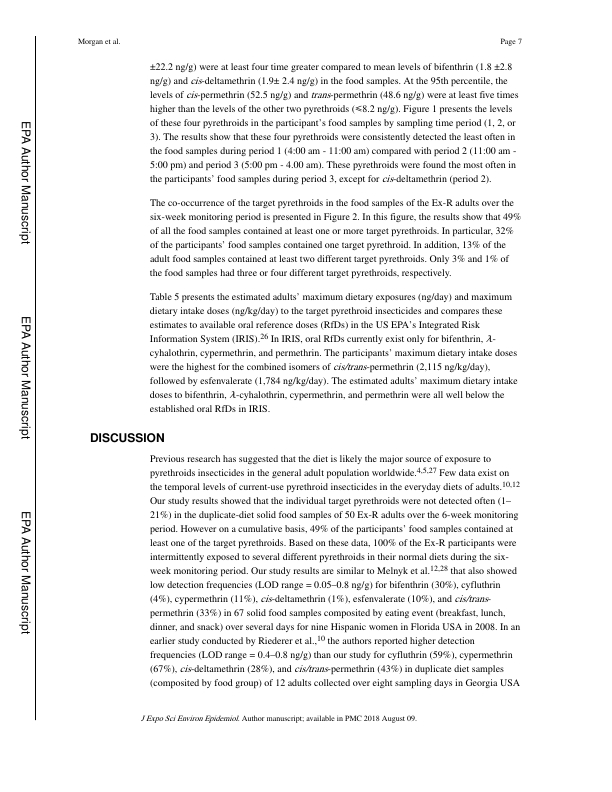 Morgan et al.
Page 7
±22.2 ng/g) were at least four time greater compared to mean levels of bifenthrin (1.8 ±2.8
ng/g) and cis-deltamethrin (1.9± 2.4 ng/g) in the food samples. At the 95th percentile, the
levels of cis-permethrin (52.5 ng/g) and trans-permethrin (48.6 ng/g) were at least five times
higher than the levels of the other two pyrethroids (≤8.2 ng/g). Figure 1 presents the levels
of these four pyrethroids in the participant's food samples by sampling time period (1, 2, or
3). The results show that these four pyrethroids were consistently detected the least often in
the food samples during period 1 (4:00 am - 11:00 am) compared with period 2 (11:00 am -
5:00 pm) and period 3 (5:00 pm - 4.00 am). These pyrethroids were found the most often in
the participants' food samples during period 3, except for cis-deltamethrin (period 2).
The co-occurrence of the target pyrethroids in the food samples of the Ex-R adults over the
six-week monitoring period is presented in Figure 2. In this figure, the results show that 49%
of all the food samples contained at least one or more target pyrethroids. In particular, 32%
of the participants' food samples contained one target pyrethroid. In addition, 13% of the
adult food samples contained at least two different target pyrethroids. Only 3% and 1% of
the food samples had three or four different target pyrethroids, respectively.
Table 5 presents the estimated adults' maximum dietary exposures (ng/day) and maximum
dietary intake doses (ng/kg/day) to the target pyrethroid insecticides and compares these
estimates to available oral reference doses (RfDs) in the US EPA's Integrated Risk
Information System (IRIS).26 In IRIS, oral RfDs currently exist only for bifenthrin, λ-
cyhalothrin, cypermethrin, and permethrin. The participants' maximum dietary intake doses
were the highest for the combined isomers of cis/trans-permethrin (2,115 ng/kg/day),
followed by esfenvalerate (1,784 ng/kg/day). The estimated adults' maximum dietary intake
doses to bifenthrin, λ-cyhalothrin, cypermethrin, and permethrin were all well below the
established oral RfDs in IRIS.
DISCUSSION
Previous research has suggested that the diet is likely the major source of exposure to
pyrethroids insecticides in the general adult population worldwide.4,5,27 Few data exist on
the temporal levels of current-use pyrethroid insecticides in the everyday diets of adults.10,12
Our study results showed that the individual target pyrethroids were not detected often (1–
21%) in the duplicate-diet solid food samples of 50 Ex-R adults over the 6-week monitoring
period. However on a cumulative basis, 49% of the participants' food samples contained at
least one of the target pyrethroids. Based on these data, 100% of the Ex-R participants were
intermittently exposed to several different pyrethroids in their normal diets during the six-
week monitoring period. Our study results are similar to Melnyk et al.12,28 that also showed
low detection frequencies (LOD range = 0.05–0.8 ng/g) for bifenthrin (30%), cyfluthrin
(4%), cypermethrin (11%), cis-deltamethrin (1%), esfenvalerate (10%), and cis/trans-
permethrin (33%) in 67 solid food samples composited by eating event (breakfast, lunch,
dinner, and snack) over several days for nine Hispanic women in Florida USA in 2008. In an
earlier study conducted by Riederer et al.,10 the authors reported higher detection
frequencies (LOD range = 0.4–0.8 ng/g) than our study for cyfluthrin (59%), cypermethrin
(67%), cis-deltamethrin (28%), and cis/trans-permethrin (43%) in duplicate diet samples
(composited by food group) of 12 adults collected over eight sampling days in Georgia USA
J Expo Sci Environ Epidemiol. Author manuscript; available in PMC 2018 August 09.
EPA Author Manuscript
EPA Author Manuscript
EPA Author Manuscript